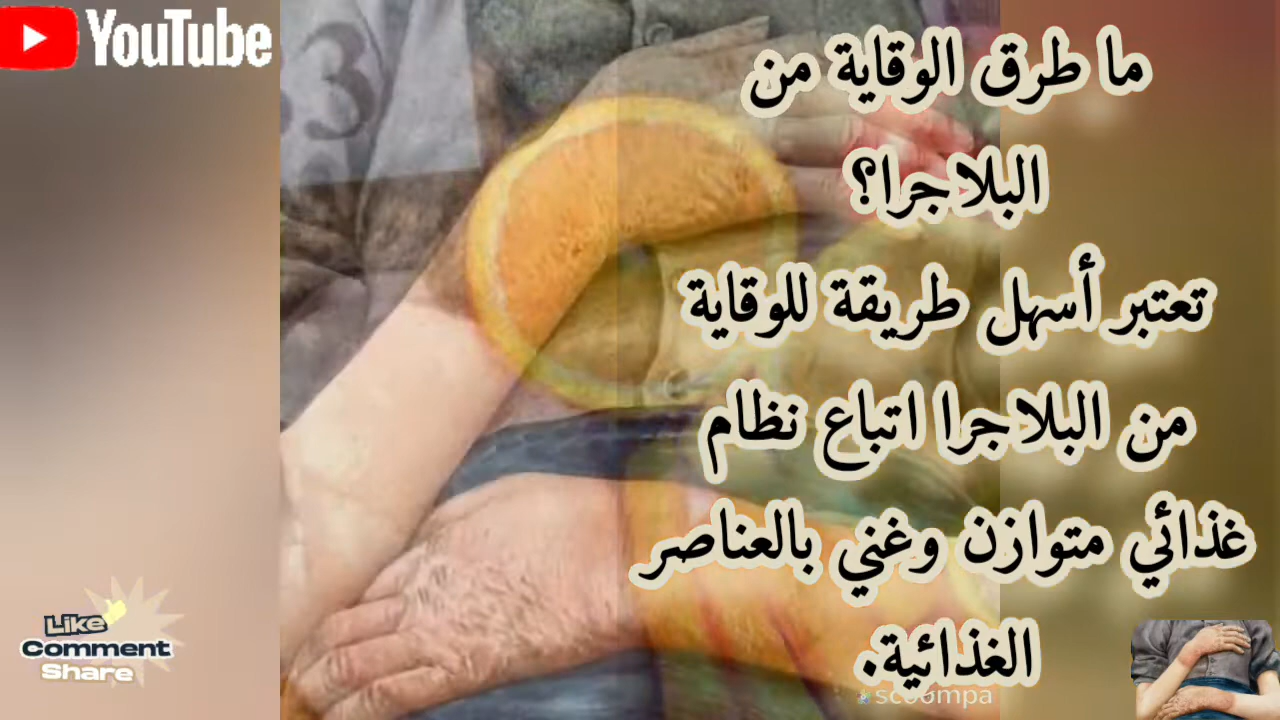 YouTube
ما طرق الوقاية من
البلاجرا؟
تعتبر أسهل طريقة للوقاية
من البلاجرا اتباع نظام
غذائي متوازن وغني بالعناصر
الغذائية.
Like
Comment
Share
scoompa
3